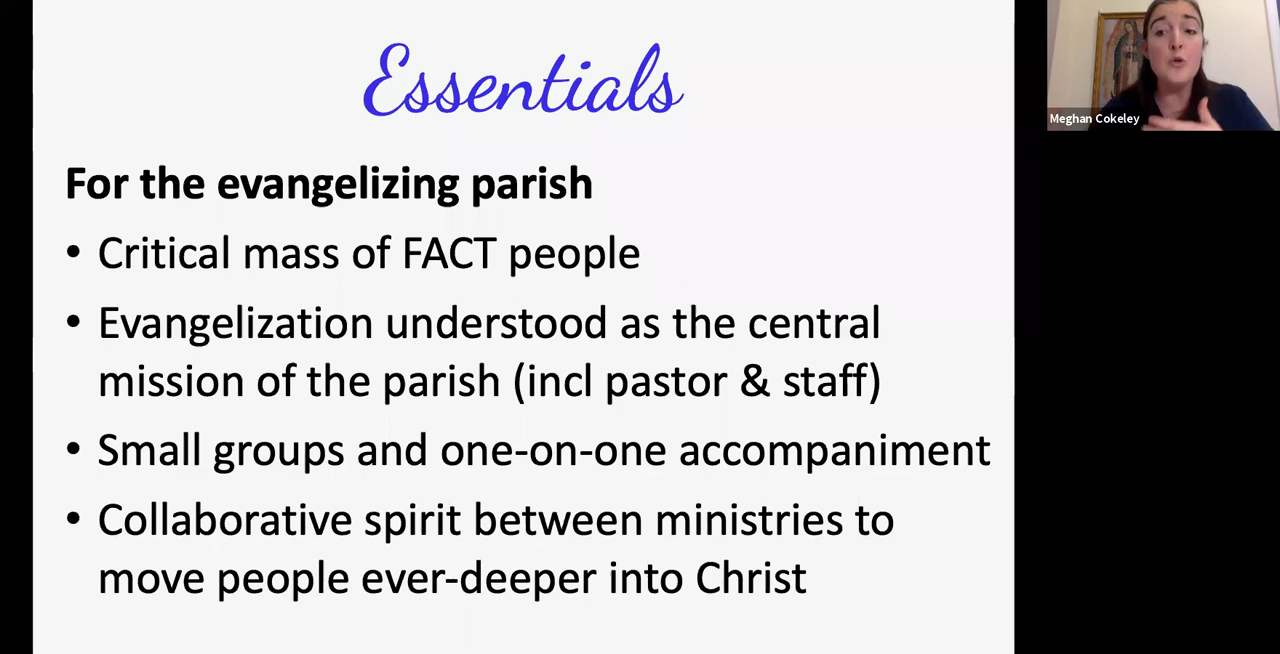 Essentials
Meghan Cokeley
For the evangelizing parish
• Critical mass of FACT people
• Evangelization understood as the central
mission of the parish (incl pastor & staff)
• Small groups and one-on-one accompaniment
• Collaborative spirit between ministries to
move people ever-deeper into Christ